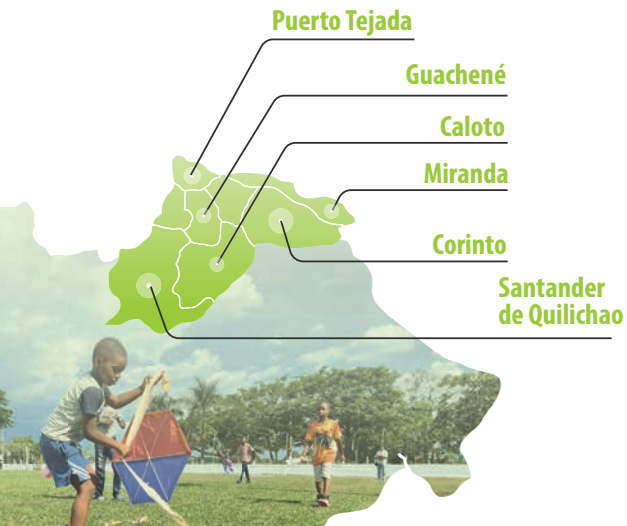 Puerto Tejada
Guachené
Caloto
Miranda
Corinto
Santander
de Quilichao